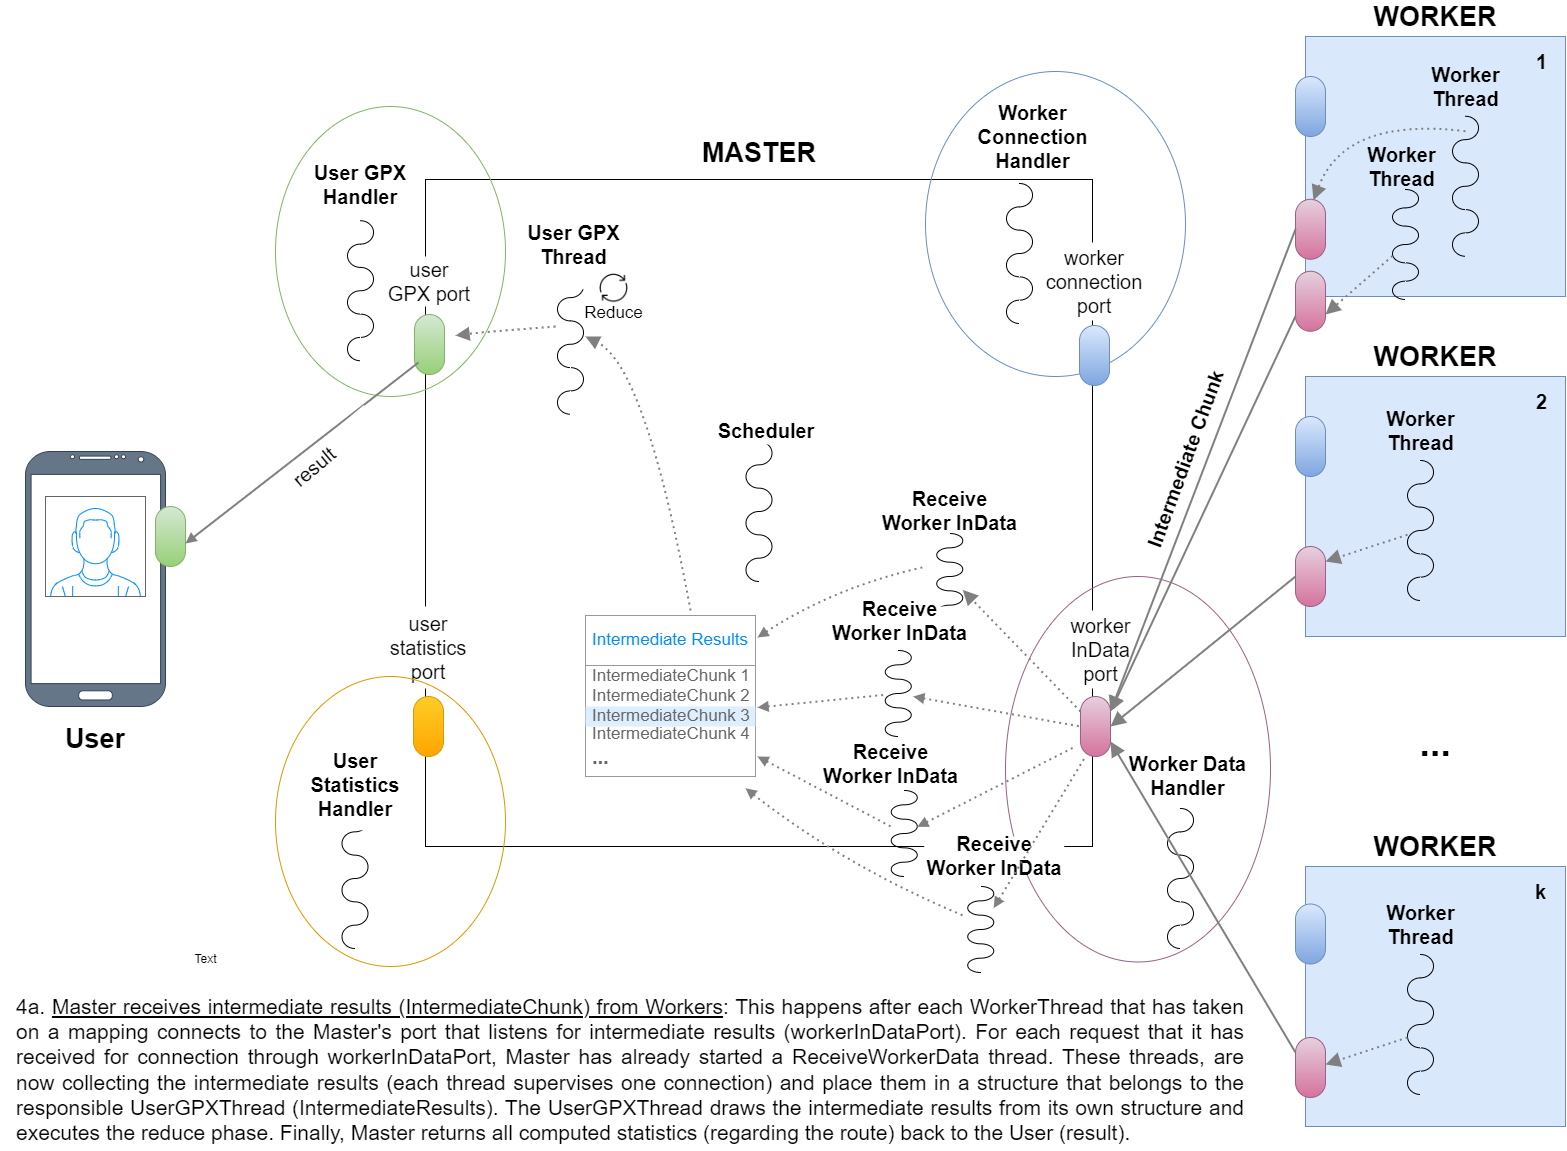 WORKER
1
Worker
Thread
Worker
Thread
Worker
Connection
Handler
MASTER
User GPX
Handler
User GPX
Thread
Reduce
user
GPX port
worker
connection
port
WORKER
2
Worker
Thread
Intermediate Chunk
Scheduler
result
Receive
Worker InData
Receive
Worker InData
Intermediate Results
IntermediateChunk 1
IntermediateChunk 2
IntermediateChunk 3
IntermediateChunk 4
...
user
statistics
port
worker
InData
port
User
User
Statistics
Handler
Receive
Worker InData
Worker Data
Handler
...
Receive
Worker InData
WORKER
k
Worker
Thread
Text
4a. Master receives intermediate results (IntermediateChunk) from Workers: This happens after each WorkerThread that has taken
on a mapping connects to the Master's port that listens for intermediate results (workerInDataPort). For each request that it has
received for connection through workerInDataPort, Master has already started a ReceiveWorkerData thread. These threads, are
now collecting the intermediate results (each thread supervises one connection) and place them in a structure that belongs to the
responsible UserGPXThread (IntermediateResults). The UserGPXThread draws the intermediate results from its own structure and
executes the reduce phase. Finally, Master returns all computed statistics (regarding the route) back to the User (result).